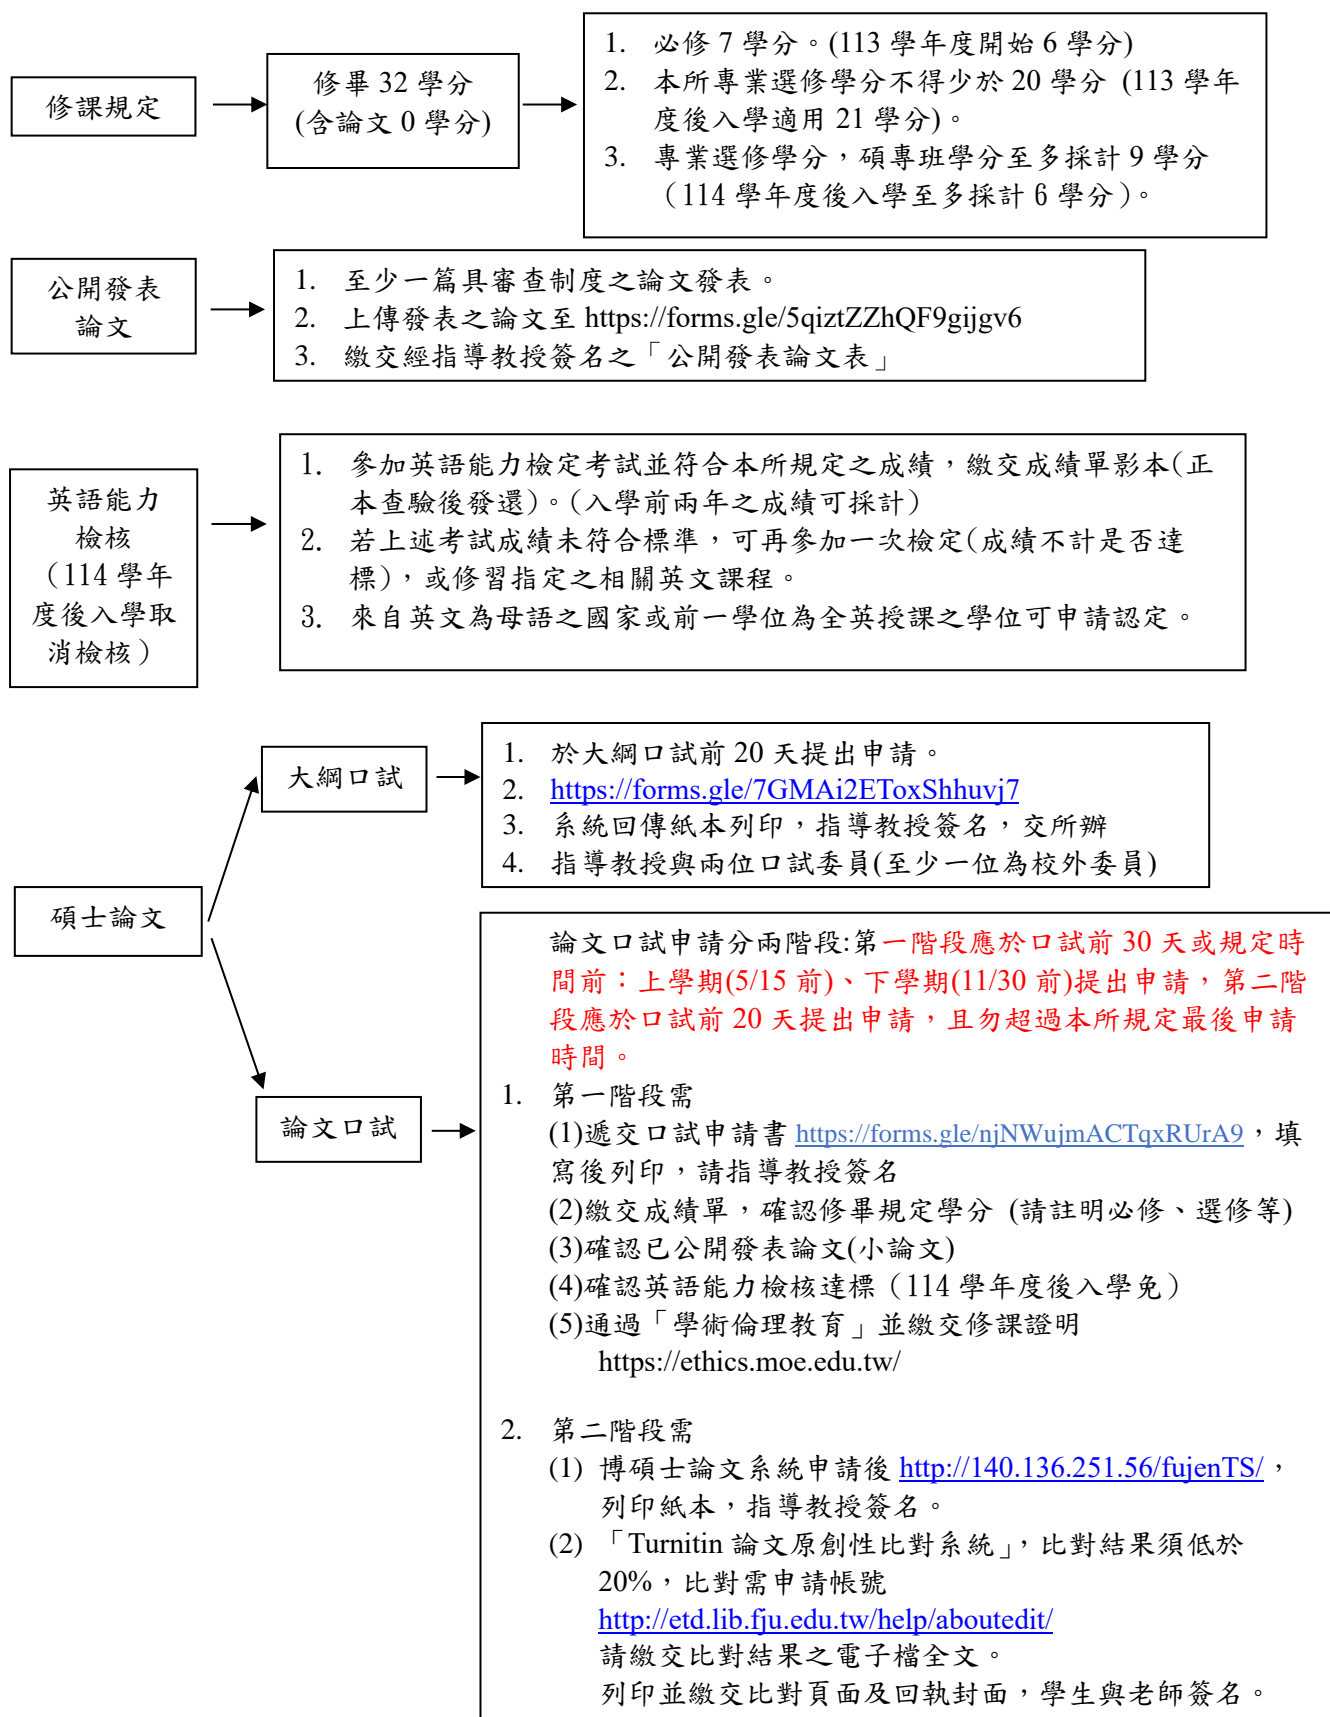 修課規定
修畢 32 學分
(含論文 0 學分)
1. 必修 7 學分。(113 學年度開始 6 學分)
2. 本所專業選修學分不得少於 20 學分 (113 學年
度後入學適用 21 學分)。
3. 專業選修學分，碩專班學分至多採計 9 學分
（114 學年度後入學至多採計 6 學分）。
公開發表
論文
1. 至少一篇具審查制度之論文發表。
2. 上傳發表之論文至 https://forms.gle/5qiztZZhQF9gijgv6
3. 繳交經指導教授簽名之「公開發表論文表」
英語能力
檢核
（114 學年
度後入學取
消檢核）
1. 參加英語能力檢定考試並符合本所規定之成績，繳交成績單影本(正
本查驗後發還)。(入學前兩年之成績可採計)
2. 若上述考試成績未符合標準，可再參加一次檢定(成績不計是否達
標)，或修習指定之相關英文課程。
3. 來自英文為母語之國家或前一學位為全英授課之學位可申請認定。
碩士論文
大綱口試
1. 於大綱口試前 20 天提出申請。
2. https://forms.gle/7GMAi2EToxShhuvj7
3. 系統回傳紙本列印，指導教授簽名，交所辦
4. 指導教授與兩位口試委員(至少一位為校外委員)
論文口試
論文口試申請分兩階段:第一階段應於口試前 30 天或規定時
間前：上學期(5/15 前)、下學期(11/30 前)提出申請，第二階
段應於口試前 20 天提出申請，且勿超過本所規定最後申請
時間。
1. 第一階段需
(1)遞交口試申請書 https://forms.gle/njNWujmACTqxRUrA9，填
寫後列印，請指導教授簽名
(2)繳交成績單，確認修畢規定學分 (請註明必修、選修等)
(3)確認已公開發表論文(小論文)
(4)確認英語能力檢核達標（114 學年度後入學免）
(5)通過「學術倫理教育」並繳交修課證明
https://ethics.moe.edu.tw/
2. 第二階段需
(1) 博碩士論文系統申請後 http://140.136.251.56/fujenTS/，
列印紙本，指導教授簽名。
(2) 「Turnitin 論文原創性比對系統」，比對結果須低於
20%，比對需申請帳號
http://etd.lib.fju.edu.tw/help/aboutedit/
請繳交比對結果之電子檔全文。
列印並繳交比對頁面及回執封面，學生與老師簽名。